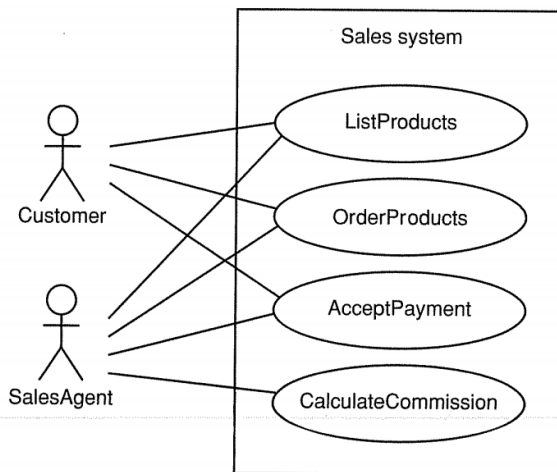 Sales system
ListProducts
Customer
OrderProducts
AcceptPayment
SalesAgent
CalculateCommission